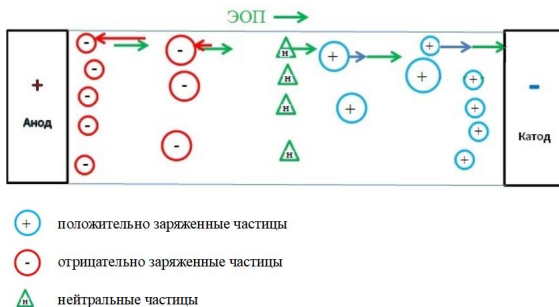 ЭОП
+
Анод
-
Катод
- - н + +
- - н + +
- н + +
- +
- - н +
+ положительно заряженные частицы
- отрицательно заряженные частицы
н нейтральные частицы